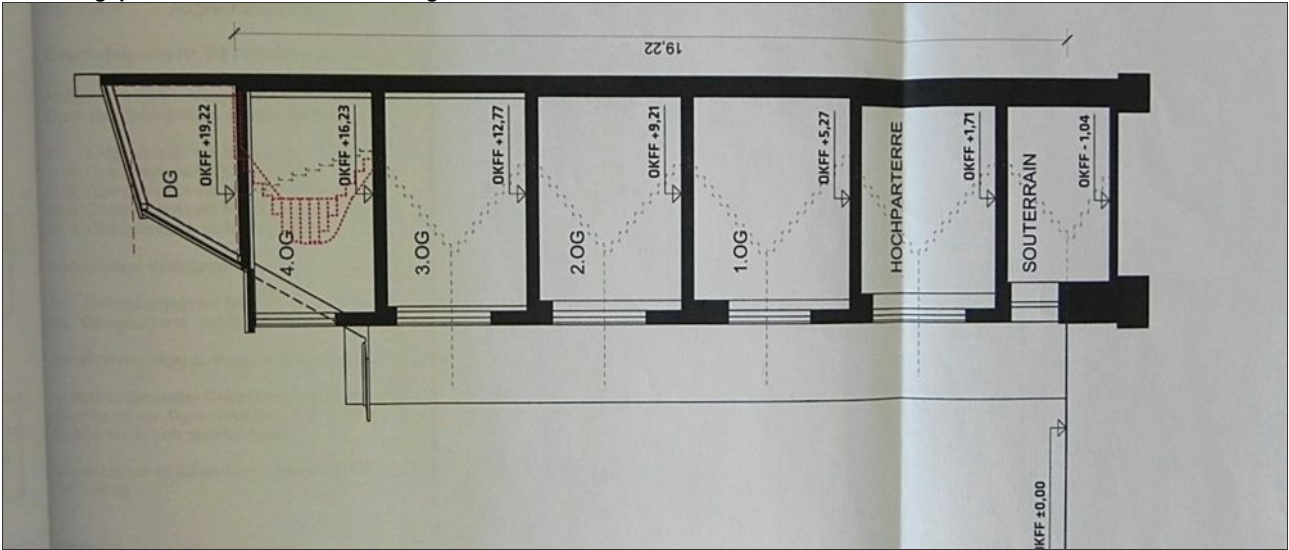 19,22
DG
OKFF +19,22
4.OG
OKFF +16,23
3.OG
OKFF +12,77
2.OG
OKFF +9,21
1.OG
OKFF +5,27
HOCHPARTERRE
OKFF +1,71
SOUTERRAIN
OKFF - 1,04
OKFF ±0,00